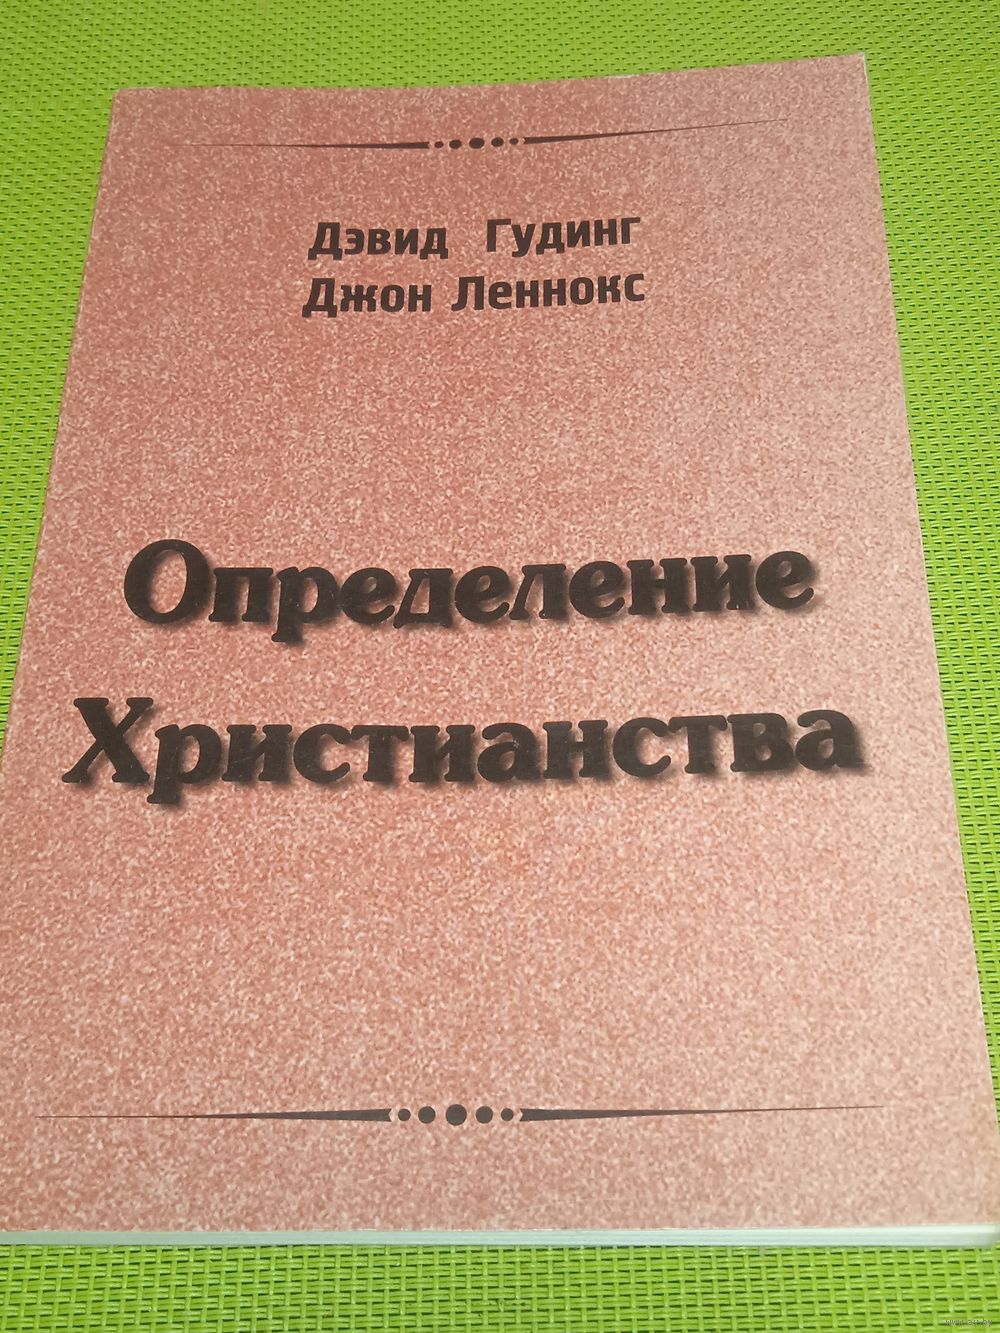 Дэвид Гудинг
Джон Леннокс
Определение
Христианства